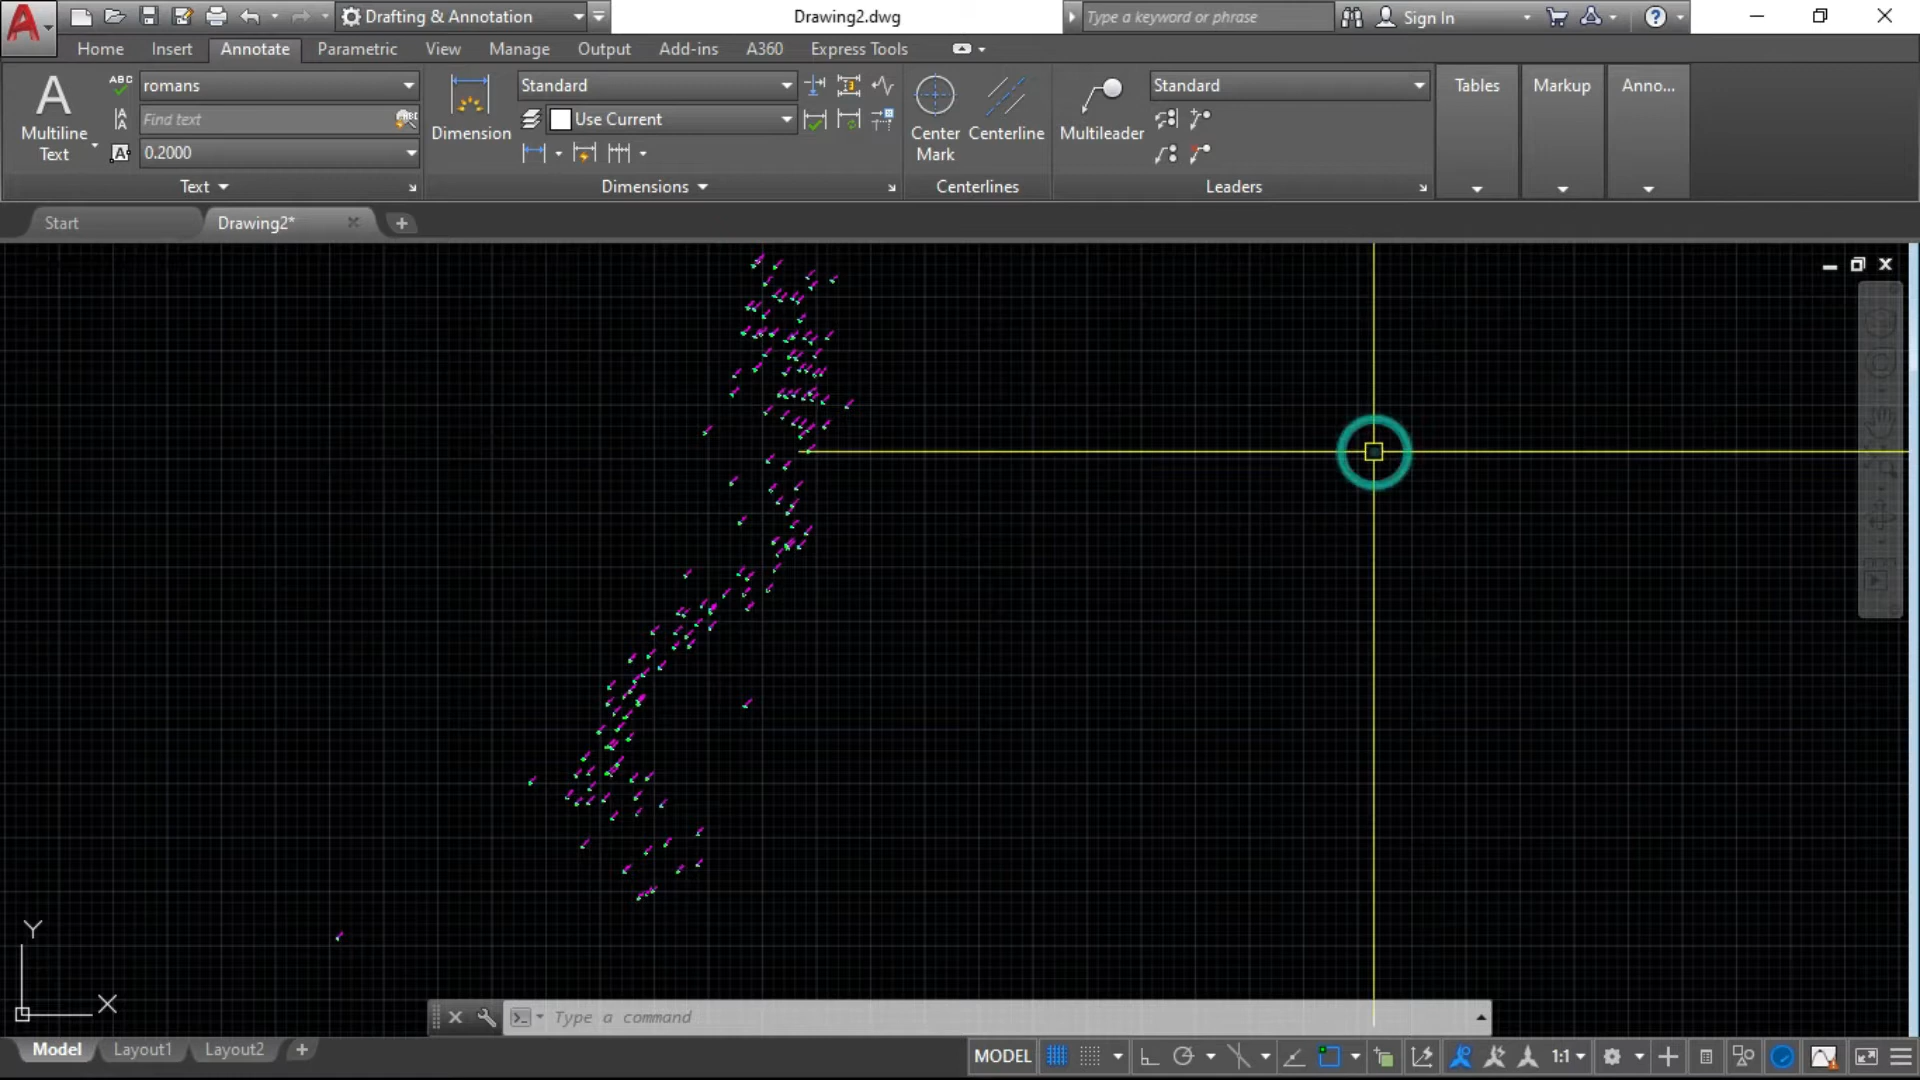 Drafting & Annotation
Drawing2.dwg
Type a keyword or phrase
Sign In
Home
Insert
Annotate
Parametric
View
Manage
Output
Add-ins
A360
Express Tools
A
Multiline
Text
ABC
romans
Find text
0.2000
Text
Dimension
Standard
Use Current
Dimensions
Center
Mark
Centerline
Centerlines
Multileader
Standard
Leaders
Tables
Markup
Anno...
Start
Drawing2*
Y
X
Type a command
Model
Layout1
Layout2
MODEL
1:1